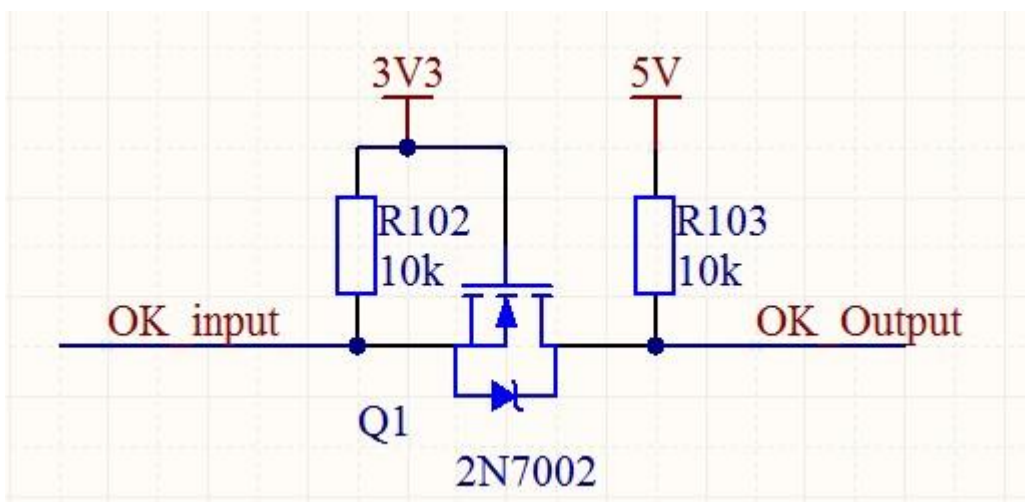 3V3
5V
R102
10k
R103
10k
OK_input
OK_Output
Q1
2N7002